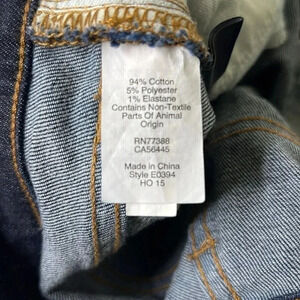 94% Cotton
5% Polyester
1% Elastane
Contains Non-Textile
Parts Of Animal
Origin
RN77388
CA56445
Made in China
Style E0394
HO 15